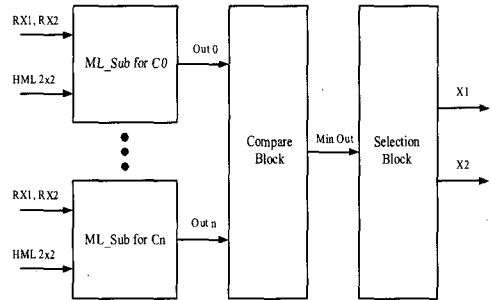 RX1, RX2
HML 2x2
ML_Sub for C0
Out 0
RX1, RX2
HML 2x2
ML_Sub for Cn
Out n
Compare
Block
Min Out
Selection
Block
X1
X2